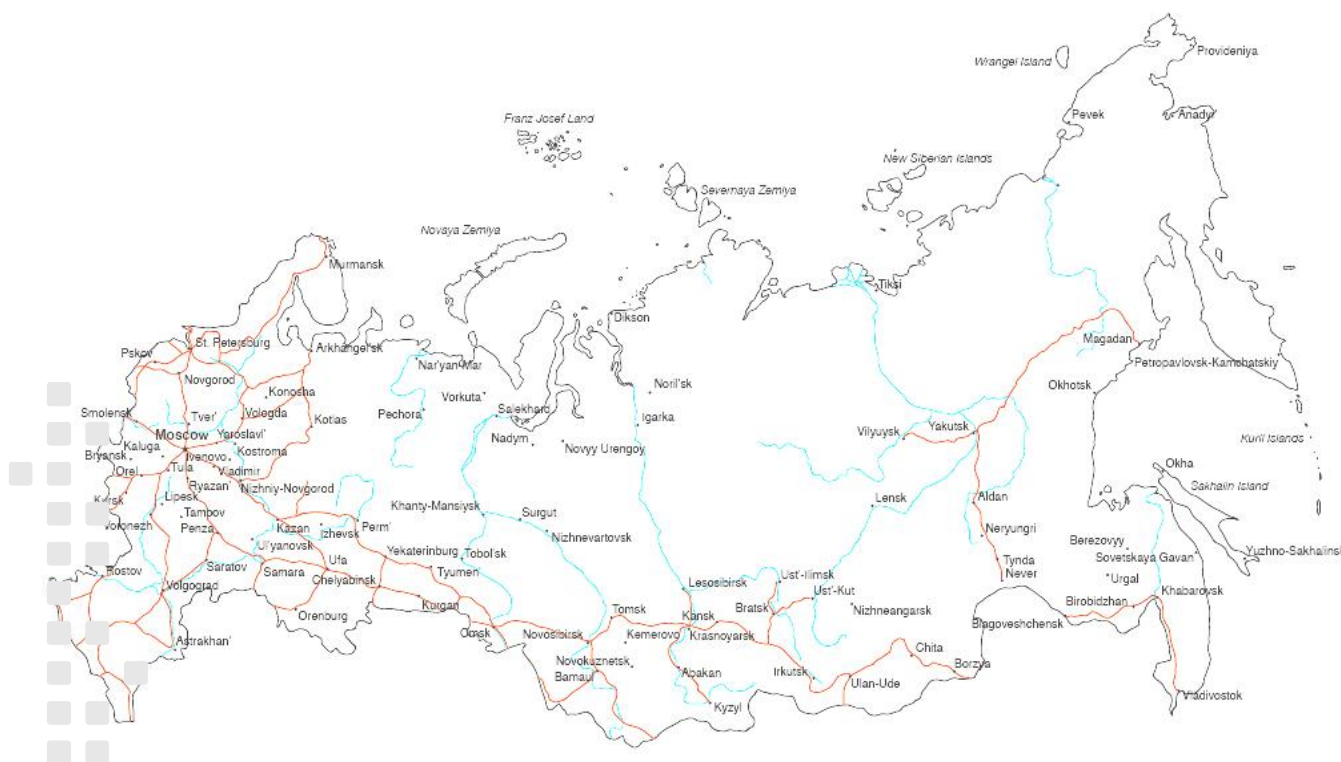 Wrangel Island
Provideniya
Pevek
Anadyr'
Franz Josef Land
New Siberian Islands
Severnaya Zemlya
Novaya Zemlya
Murmansk
Tiksi
Dikson
St. Petersburg
Arkhangel'sk
Pskov
Magadan
Nar'yan-Mar
Petropavlovsk-Kamchatskiy
Novgorod
Noril'sk
Okhotsk
Konosha
Vorkuta
Smolensk
Tver'
Vologda
Kotlas
Pechora
Salekhard
Igarka
Moscow
Yaroslavl'
Vilyuysk
Yakutsk
Nadym
Novyy Urengoy
Kuril Islands
Kaluga
Bryansk
Ivenovo
Kostroma
Okha
Orel
Tula
Vladimir
Sakhalin Island
Ryazan'
Nizhniy-Novgorod
Kursk
Lipesk
Lensk
Aldan
Khanty-Mansiysk
Tampov
Surgut
Voronezh
Penza
Kazan
Izhevsk
Perm'
Neryungri
Nizhnevartovsk
Berezovyy
Ul'yanovsk
Yekaterinburg
Tobol'sk
Sovetskaya Gavan'
Yuzhno-Sakhalinsk
Rostov
Saratov
Samara
Ufa
Tyumen'
Tynda
Never
Ust'-Ilimsk
Urgal
Volgograd
Chelyabinsk
Lesosibirsk
Ust'-Kut
Khabarovsk
Kurgan
Birobidzhan
Orenburg
Tomsk
Kansk
Bratsk
Nizhneangarsk
Blagoveshchensk
Omsk
Novosibirsk
Kemerovo
Krasnoyarsk
Astrakhan'
Chita
Novokuznetsk
Borzya
Barnaul
Abakan
Irkutsk
Ulan-Ude
Vladivostok
Kyzyl